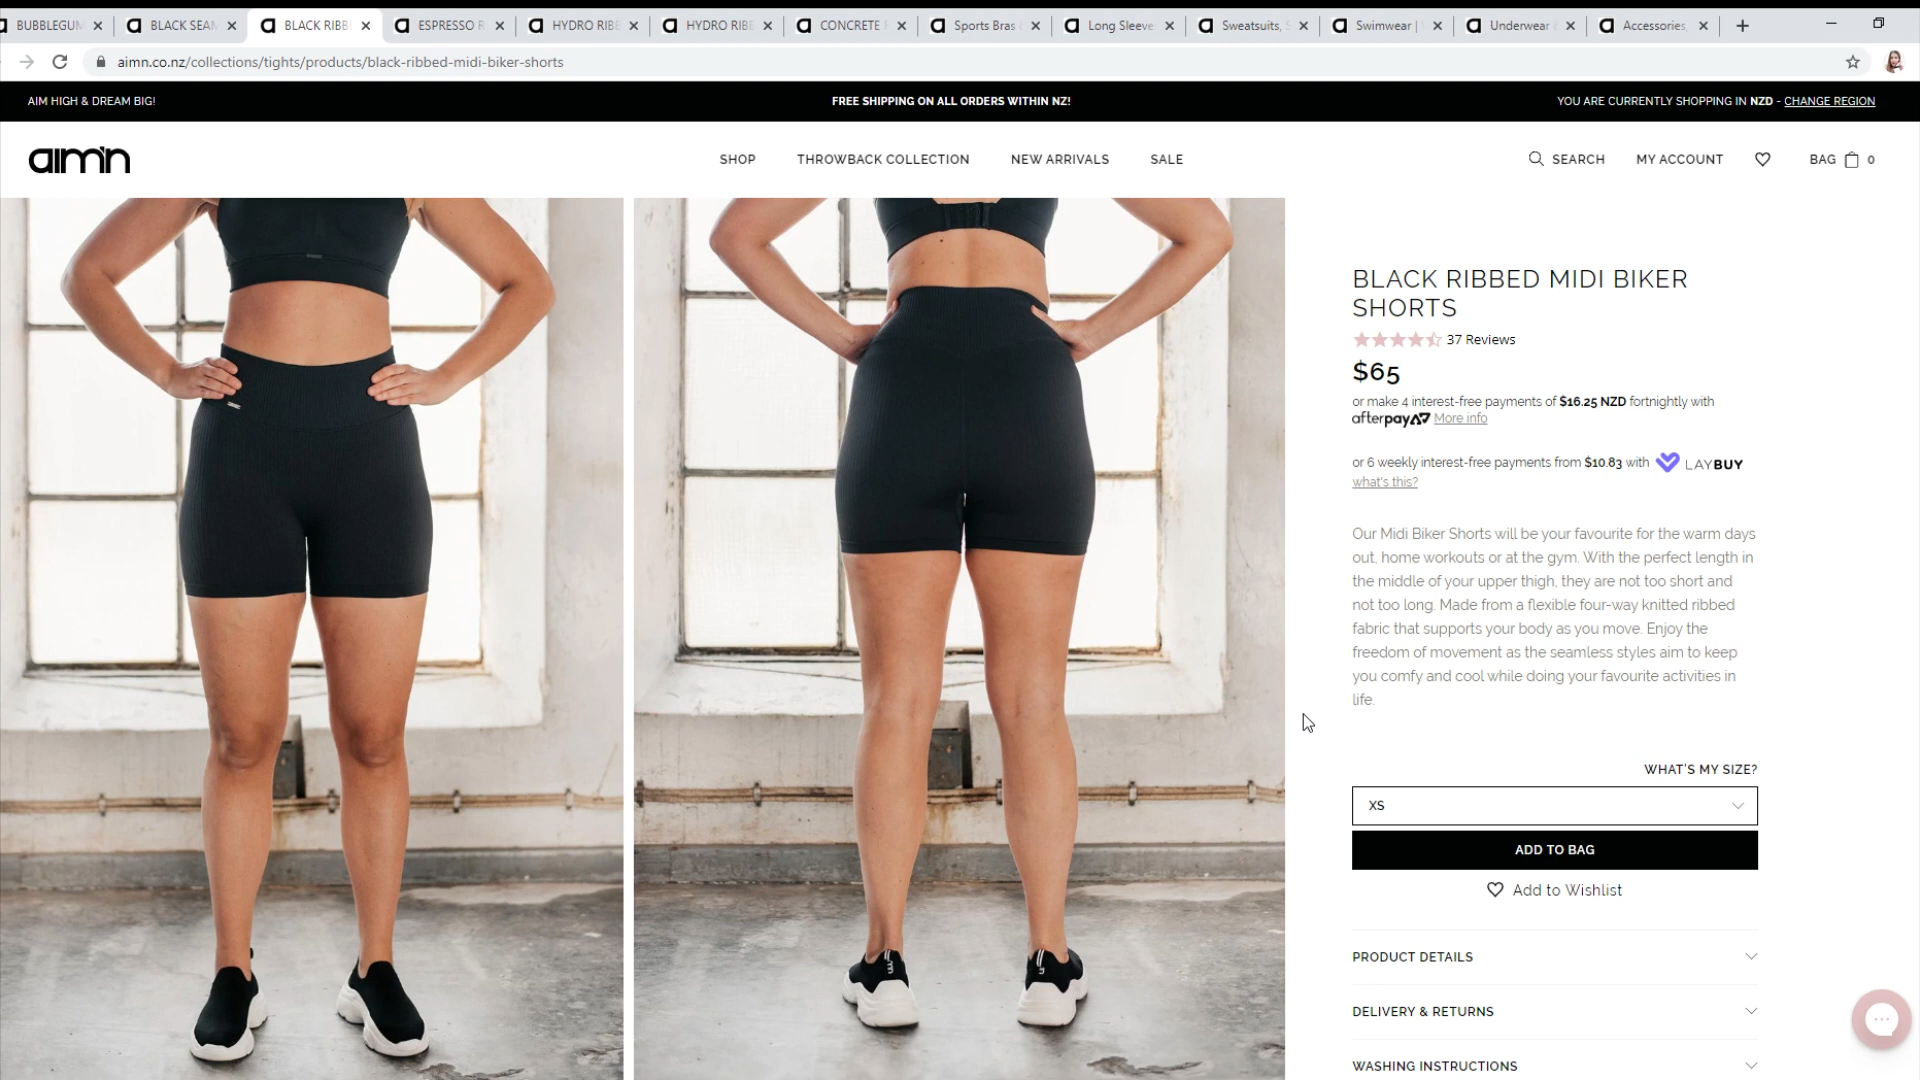 BUBBLEGUM
BLACK SEAM
BLACK RIBB
ESPRESSO R
HYDRO RIBB
HYDRO RIBB
CONCRETE
Sports Bras
Long Sleeve
Sweatsuits,
Swimwear |
Underwear
Accessories,
aimn.co.nz/collections/tights/products/black-ribbed-midi-biker-shorts
AIM HIGH & DREAM BIG!
FREE SHIPPING ON ALL ORDERS WITHIN NZ!
YOU ARE CURRENTLY SHOPPING IN NZD - CHANGE REGION
aim'n
SHOP
THROWBACK COLLECTION
NEW ARRIVALS
SALE
SEARCH
MY ACCOUNT
BAG 0
BLACK RIBBED MIDI BIKER
SHORTS
37 Reviews
$65
or make 4 interest-free payments of $16.25 NZD fortnightly with
afterpay More info
or 6 weekly interest-free payments from $10.83 with LAYBUY
what's this?
Our Midi Biker Shorts will be your favourite for the warm days
out, home workouts or at the gym. With the perfect length in
the middle of your upper thigh, they are not too short and
not too long. Made from a flexible four-way knitted ribbed
fabric that supports your body as you move. Enjoy the
freedom of movement as the seamless styles aim to keep
you comfy and cool while doing your favourite activities in
life.
WHAT'S MY SIZE?
XS
ADD TO BAG
Add to Wishlist
PRODUCT DETAILS
DELIVERY & RETURNS
WASHING INSTRUCTIONS